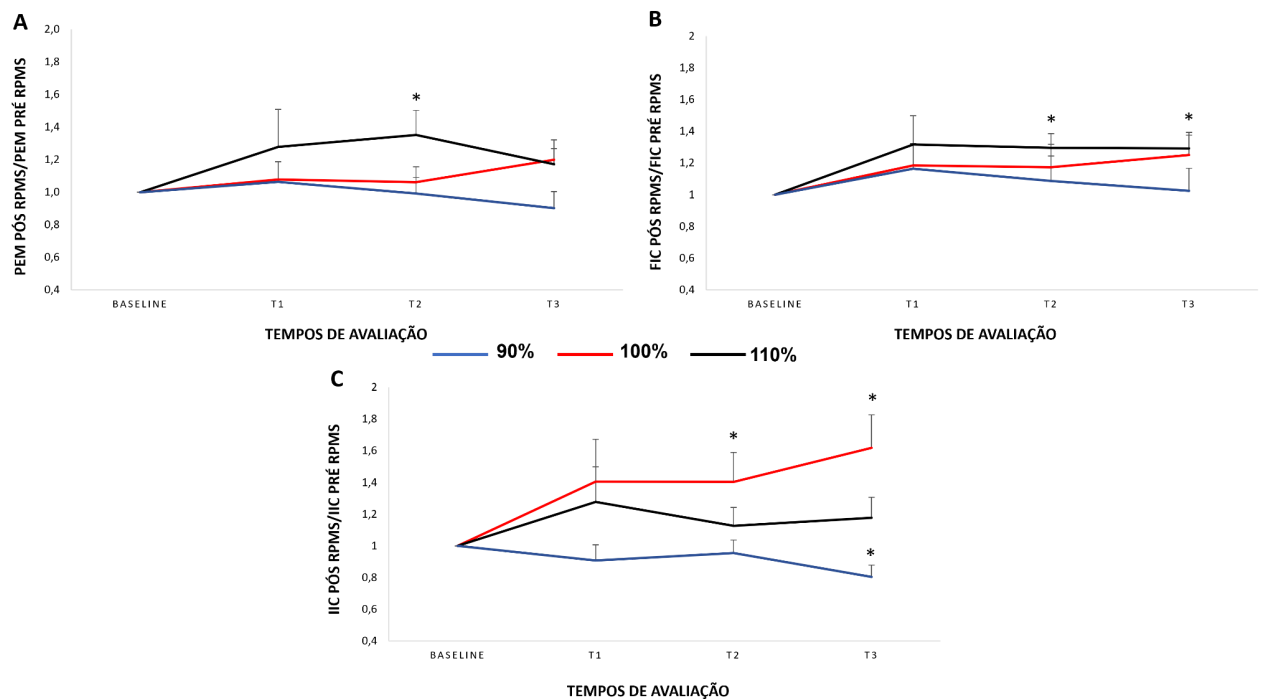 A
PEM PÓS RPMS/PEM PRÉ RPMS
2,0
1,8
1,6
1,4
1,2
1,0
0,8
0,6
0,4
*
BASELINE T1 T2 T3
TEMPOS DE AVALIAÇÃO
B
FIC PÓS RPMS/FIC PRÉ RPMS
2
1,8
1,6
1,4
1,2
1
0,8
0,6
0,4
* *
BASELINE T1 T2 T3
TEMPOS DE AVALIAÇÃO
90% 100% 110%
C
IIC PÓS RPMS/IIC PRÉ RPMS
2
1,8
1,6
1,4
1,2
1
0,8
0,6
0,4
*
*
*
BASELINE T1 T2 T3
TEMPOS DE AVALIAÇÃO